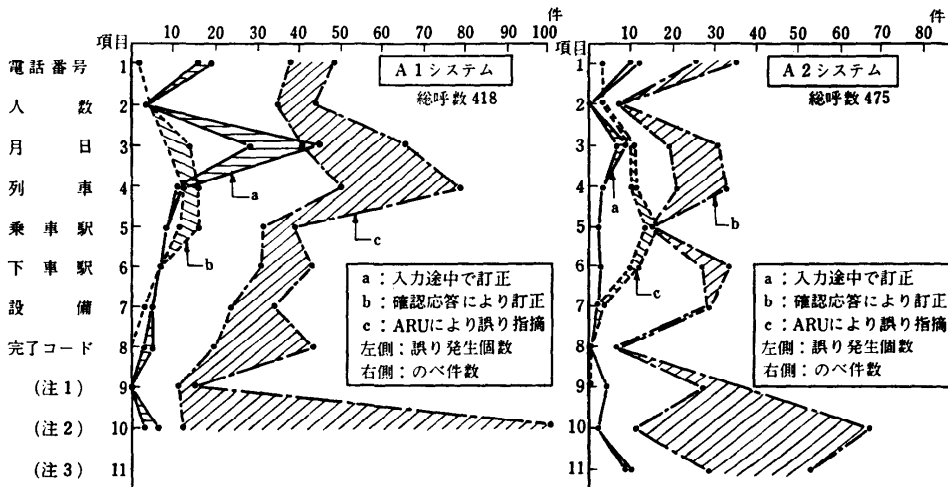 件
項目 10 20 30 40 50 60 70 80 90 100
電話番号 1
人数 2
月日 3
列車 4
乗車駅 5
下車駅 6
設備 7
完了コード 8
(注1) 9
(注2) 10
(注3) 11
A1システム
総呼数 418
a
b
c
a:入力途中で訂正
b:確認応答により訂正
c:ARUにより誤り指摘
左側:誤り発生個数
右側:のべ件数
件
項目 10 20 30 40 50 60 70 80
1
2
3
4
5
6
7
8
9
10
11
A2システム
総呼数 475
a
b
c
a:入力途中で訂正
b:確認応答により訂正
c:ARUにより誤り指摘
左側:誤り発生個数
右側:のべ件数